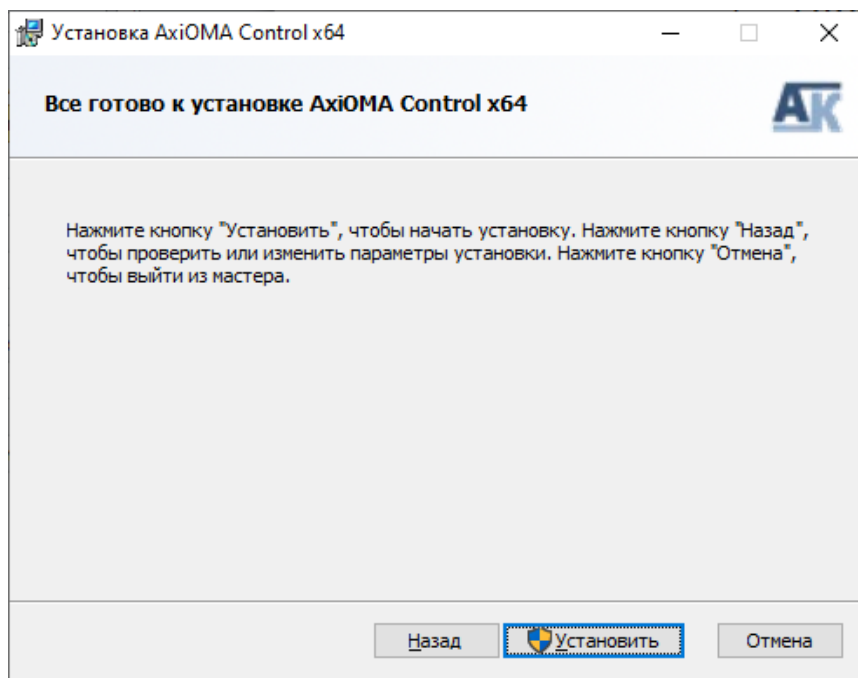 Установка AxiOMA Control x64
Все готово к установке AxiOMA Control x64
АК
Нажмите кнопку "Установить", чтобы начать установку. Нажмите кнопку "Назад",
чтобы проверить или изменить параметры установки. Нажмите кнопку "Отмена",
чтобы выйти из мастера.
Назад
Установить
Отмена